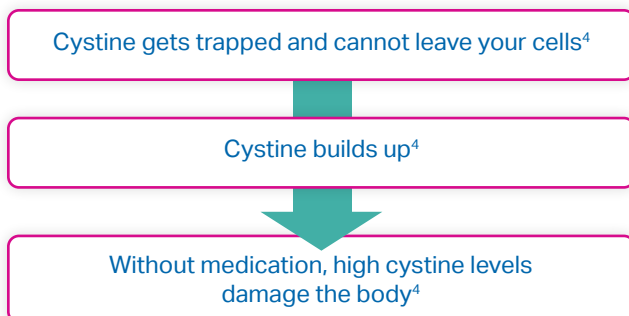 Cystine gets trapped and cannot leave your cells⁴
Cystine builds up⁴
Without medication, high cystine levels
damage the body⁴